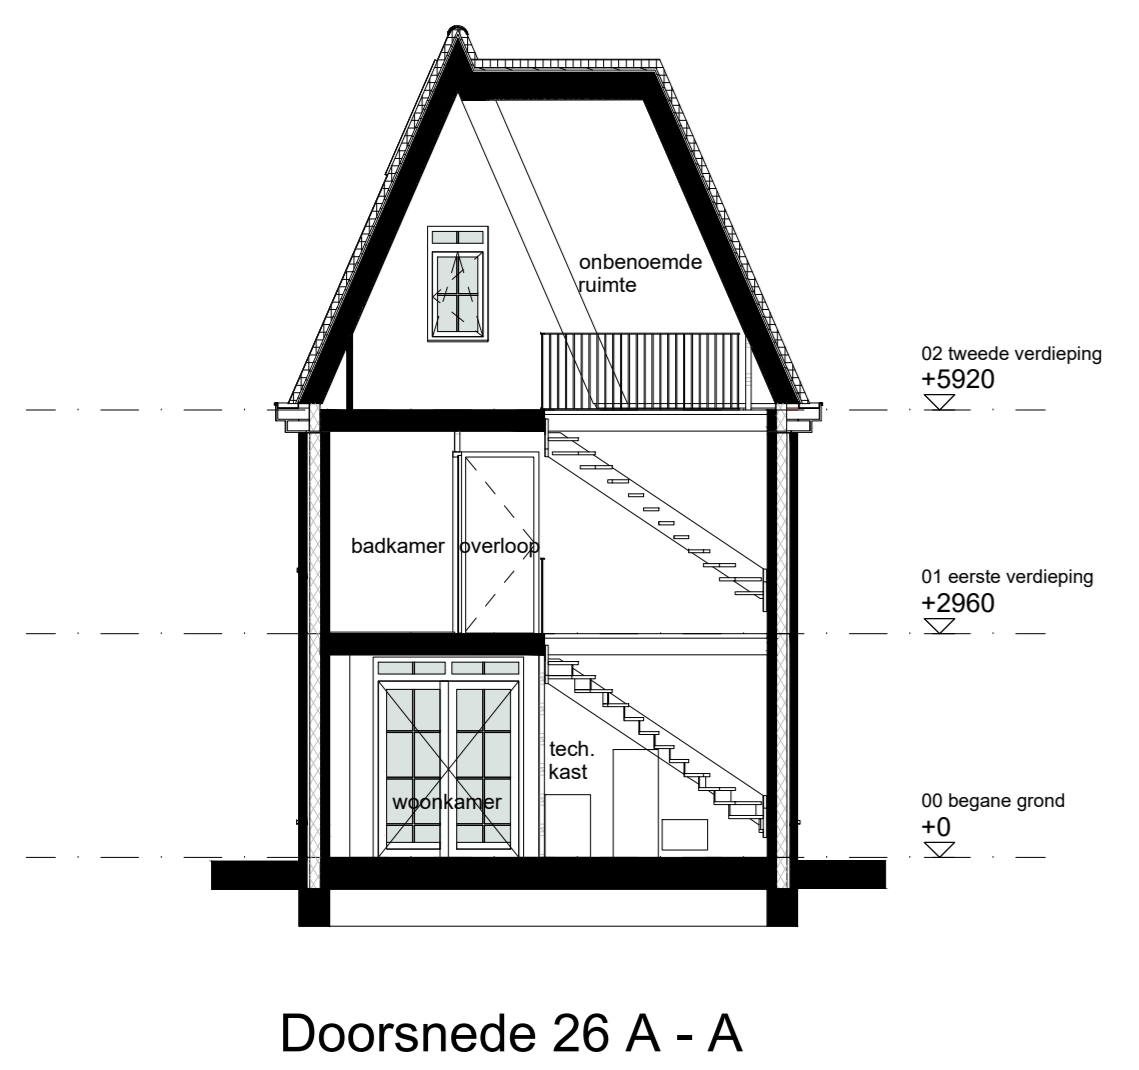 onbenoemde
ruimte
02 tweede verdieping
+5920
badkamer
overloop
01 eerste verdieping
+2960
tech.
kast
woonkamer
00 begane grond
+0
Doorsnede 26 A - A